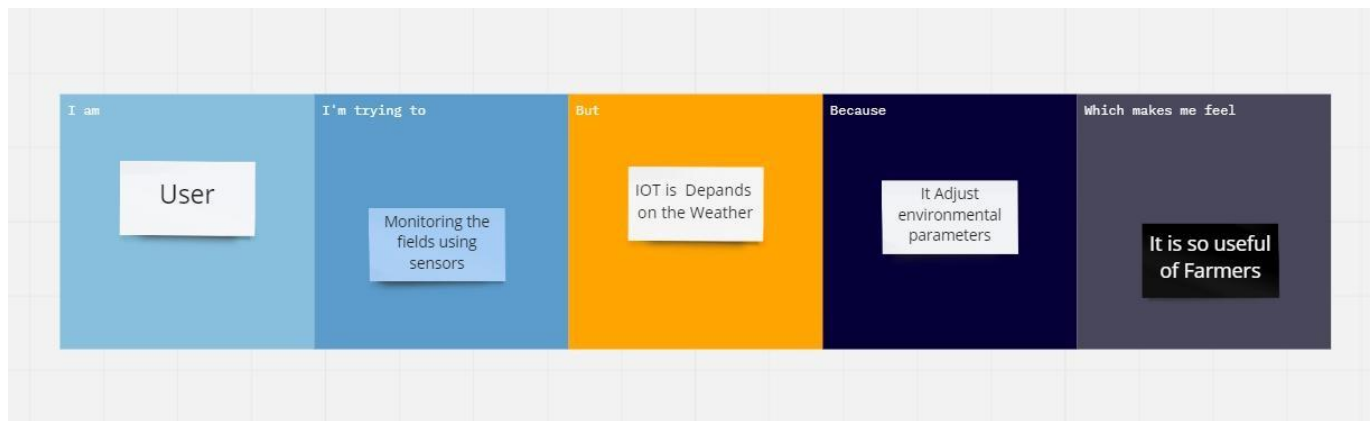 I am
User
I'm trying to
Monitoring the
fields using
sensors
But
IOT is Depands
on the Weather
Because
It Adjust
environmental
parameters
Which makes me feel
It is so useful
of Farmers